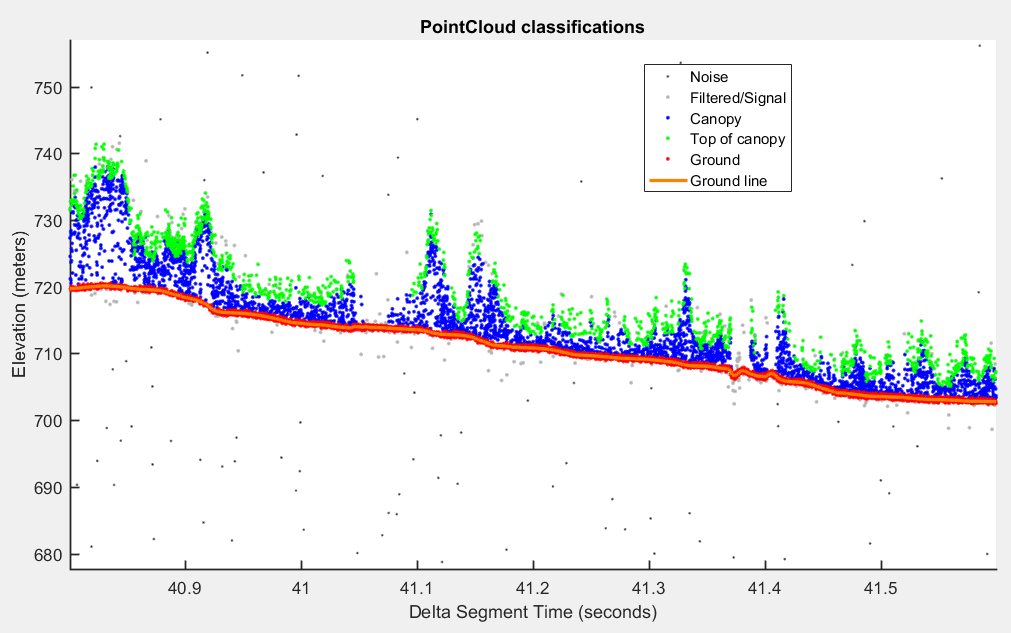 PointCloud classifications
Noise
Filtered/Signal
Canopy
Top of canopy
Ground
Ground line
Elevation (meters)
750
740
730
720
710
700
690
680
40.9 41 41.1 41.2 41.3 41.4 41.5
Delta Segment Time (seconds)